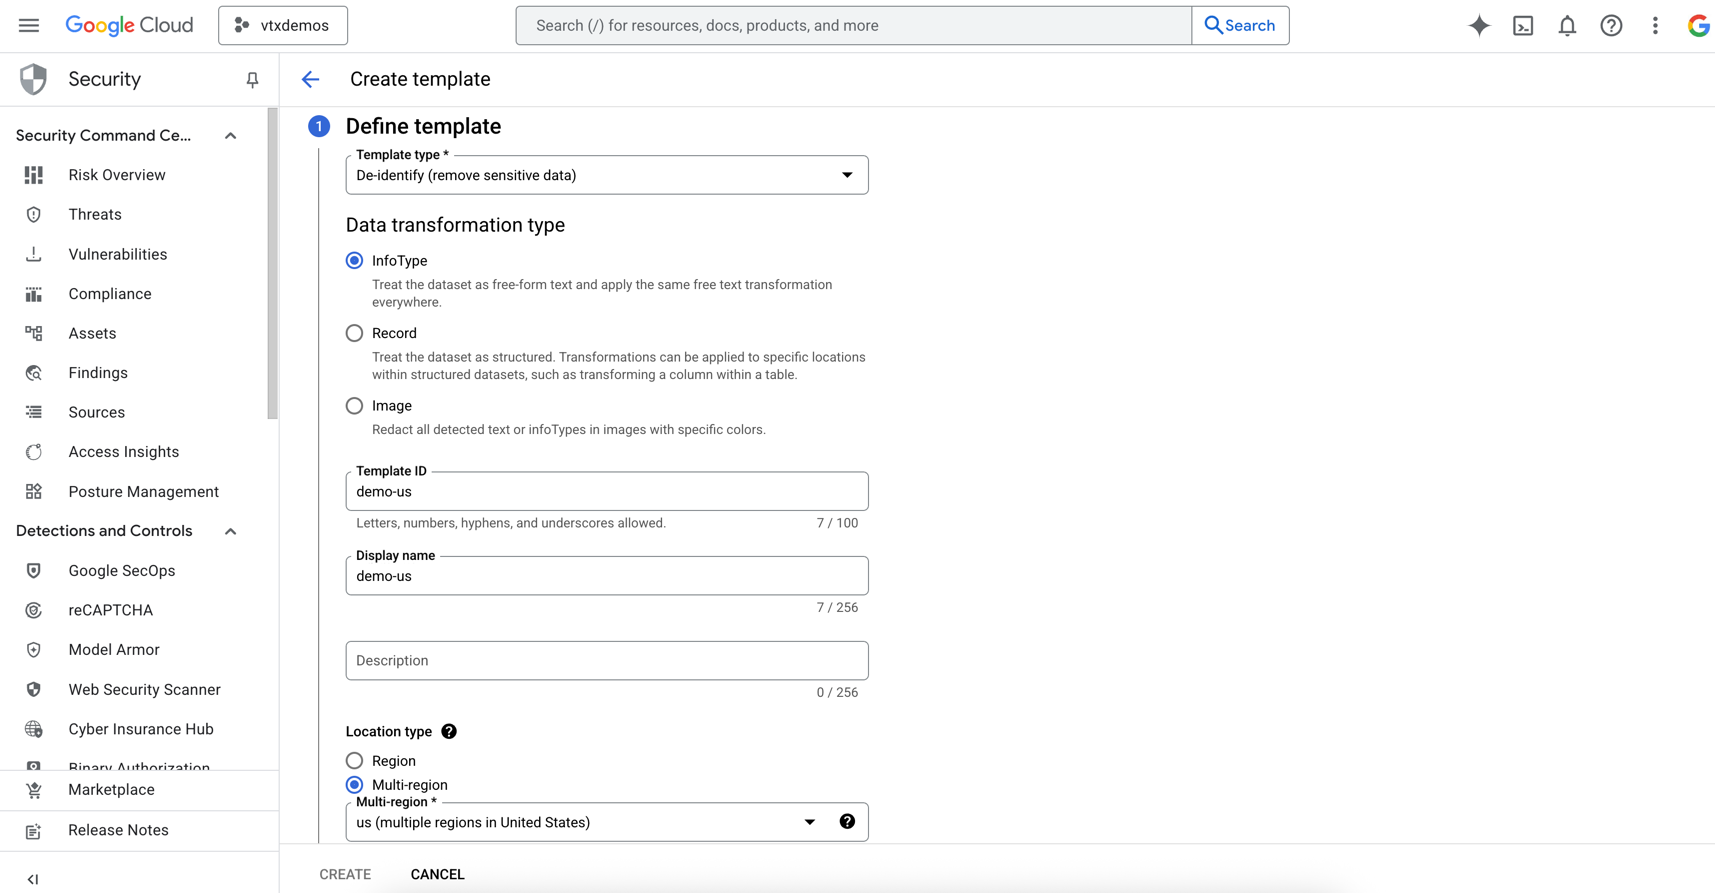 Google Cloud
vtxdemos
Search (/) for resources, docs, products, and more
Search
Security
Create template
Security Command Ce...
Risk Overview
Threats
Vulnerabilities
Compliance
Assets
Findings
Sources
Access Insights
Posture Management
Detections and Controls
Google SecOps
reCAPTCHA
Model Armor
Web Security Scanner
Cyber Insurance Hub
Binary Authorization
Marketplace
Release Notes
1 Define template
Template type *
De-identify (remove sensitive data)
Data transformation type
InfoType
Treat the dataset as free-form text and apply the same free text transformation
everywhere.
Record
Treat the dataset as structured. Transformations can be applied to specific locations
within structured datasets, such as transforming a column within a table.
Image
Redact all detected text or infoTypes in images with specific colors.
Template ID
demo-us
Letters, numbers, hyphens, and underscores allowed. 7 / 100
Display name
demo-us
7 / 256
Description
0 / 256
Location type
Region
Multi-region
Multi-region *
us (multiple regions in United States)
CREATE CANCEL